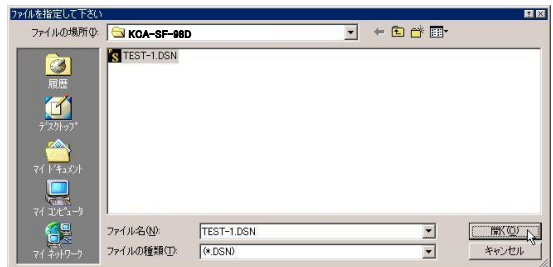 ファイルを指定して下さい
ファイルの場所(I):
KOA-SF-98D
TEST-1.DSN
履歴
デスクトップ
マイ ドキュメント
マイ コンピュータ
マイ ネットワーク
ファイル名(N): TEST-1.DSN 開く(O)
ファイルの種類(T): (*.DSN) キャンセル